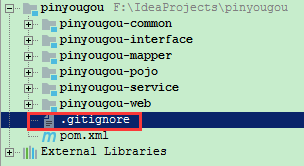 pinyougou F:\IdeaProjects\pinyougou
pinyougou-common
pinyougou-interface
pinyougou-mapper
pinyougou-pojo
pinyougou-service
pinyougou-web
.gitignore
pom.xml
External Libraries